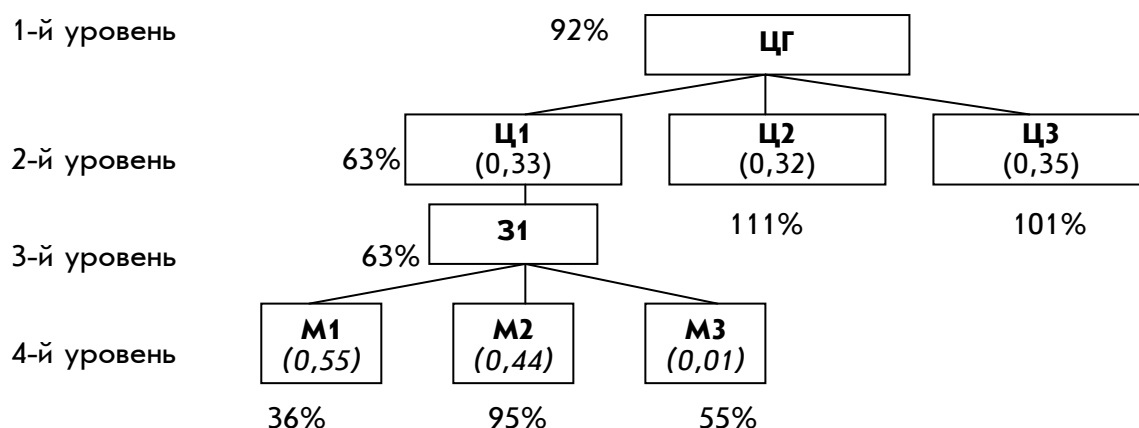 1-й уровень
92%
ЦГ
2-й уровень
63%
Ц1
(0,33)
Ц2
(0,32)
Ц3
(0,35)
111%
101%
3-й уровень
63%
З1
4-й уровень
М1
(0,55)
М2
(0,44)
М3
(0,01)
36%
95%
55%